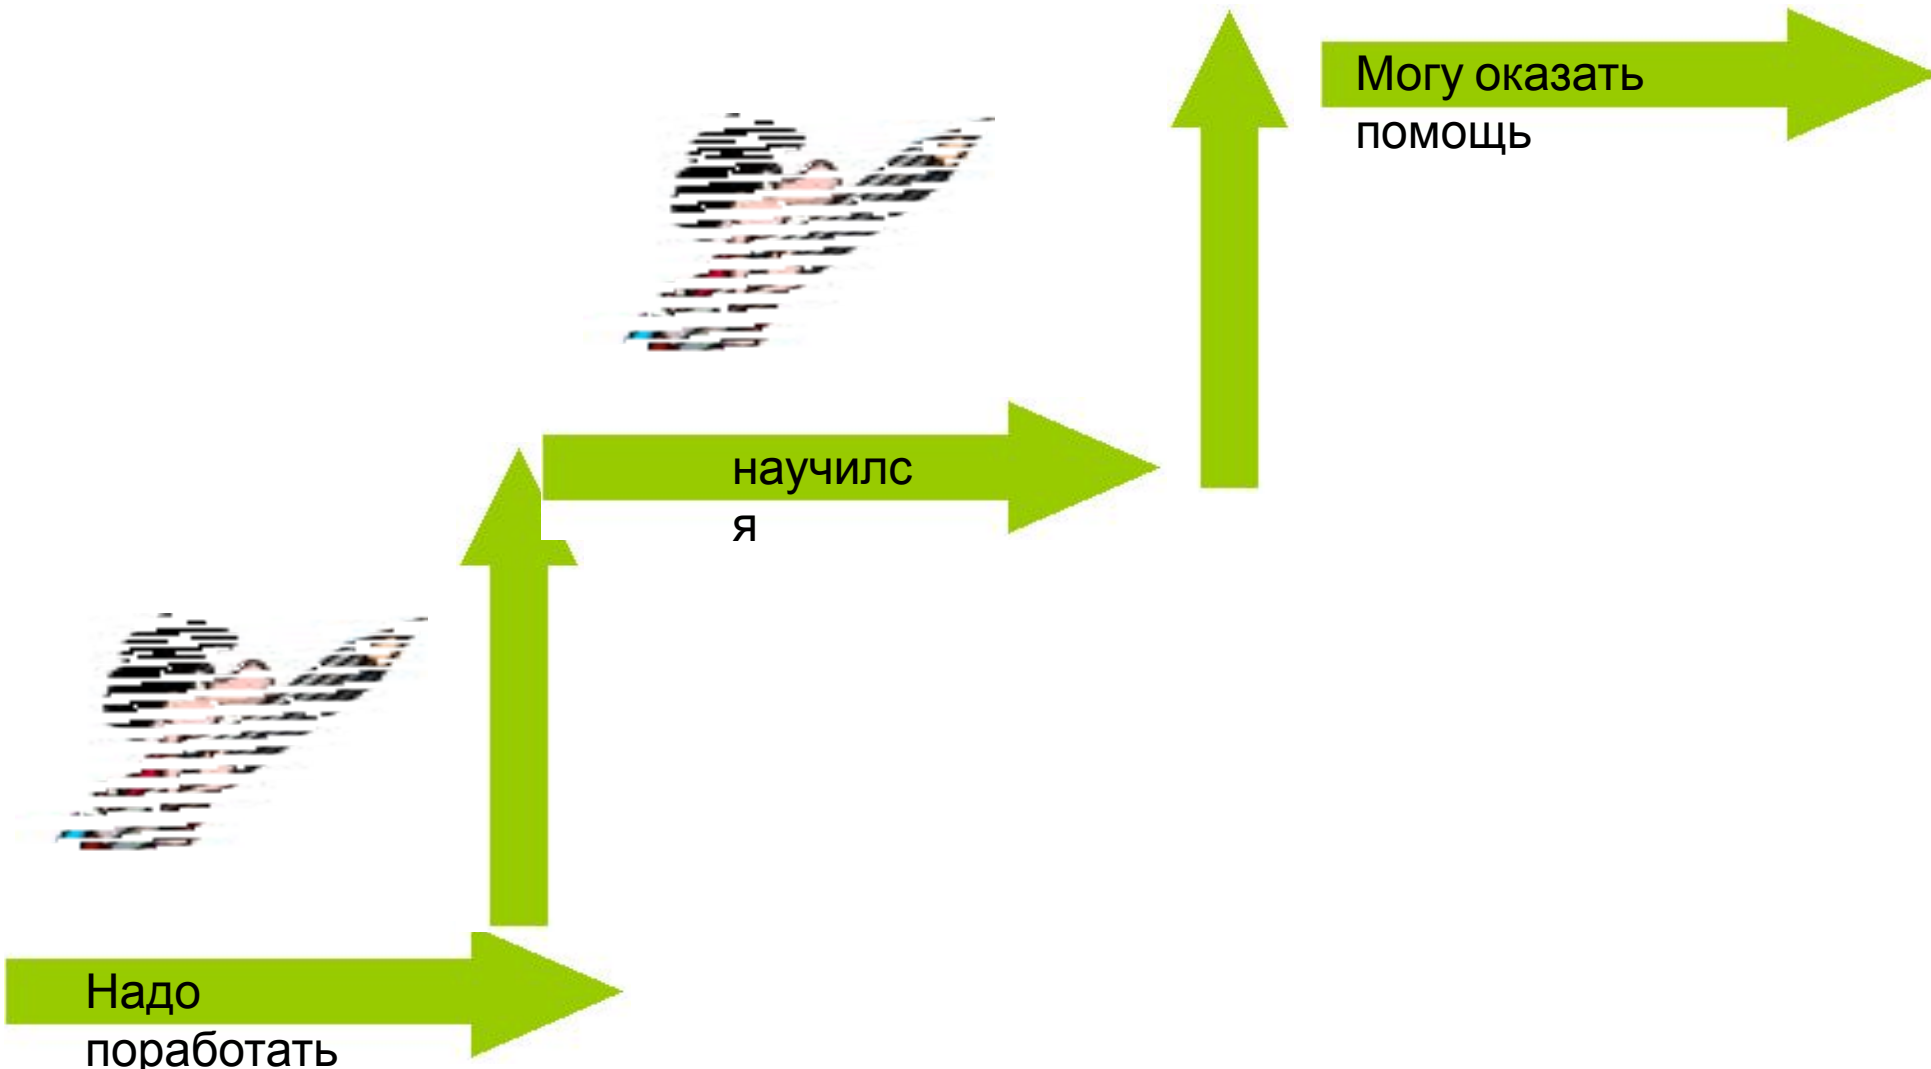 Могу оказать
помощь
научилс
я
Надо
поработать